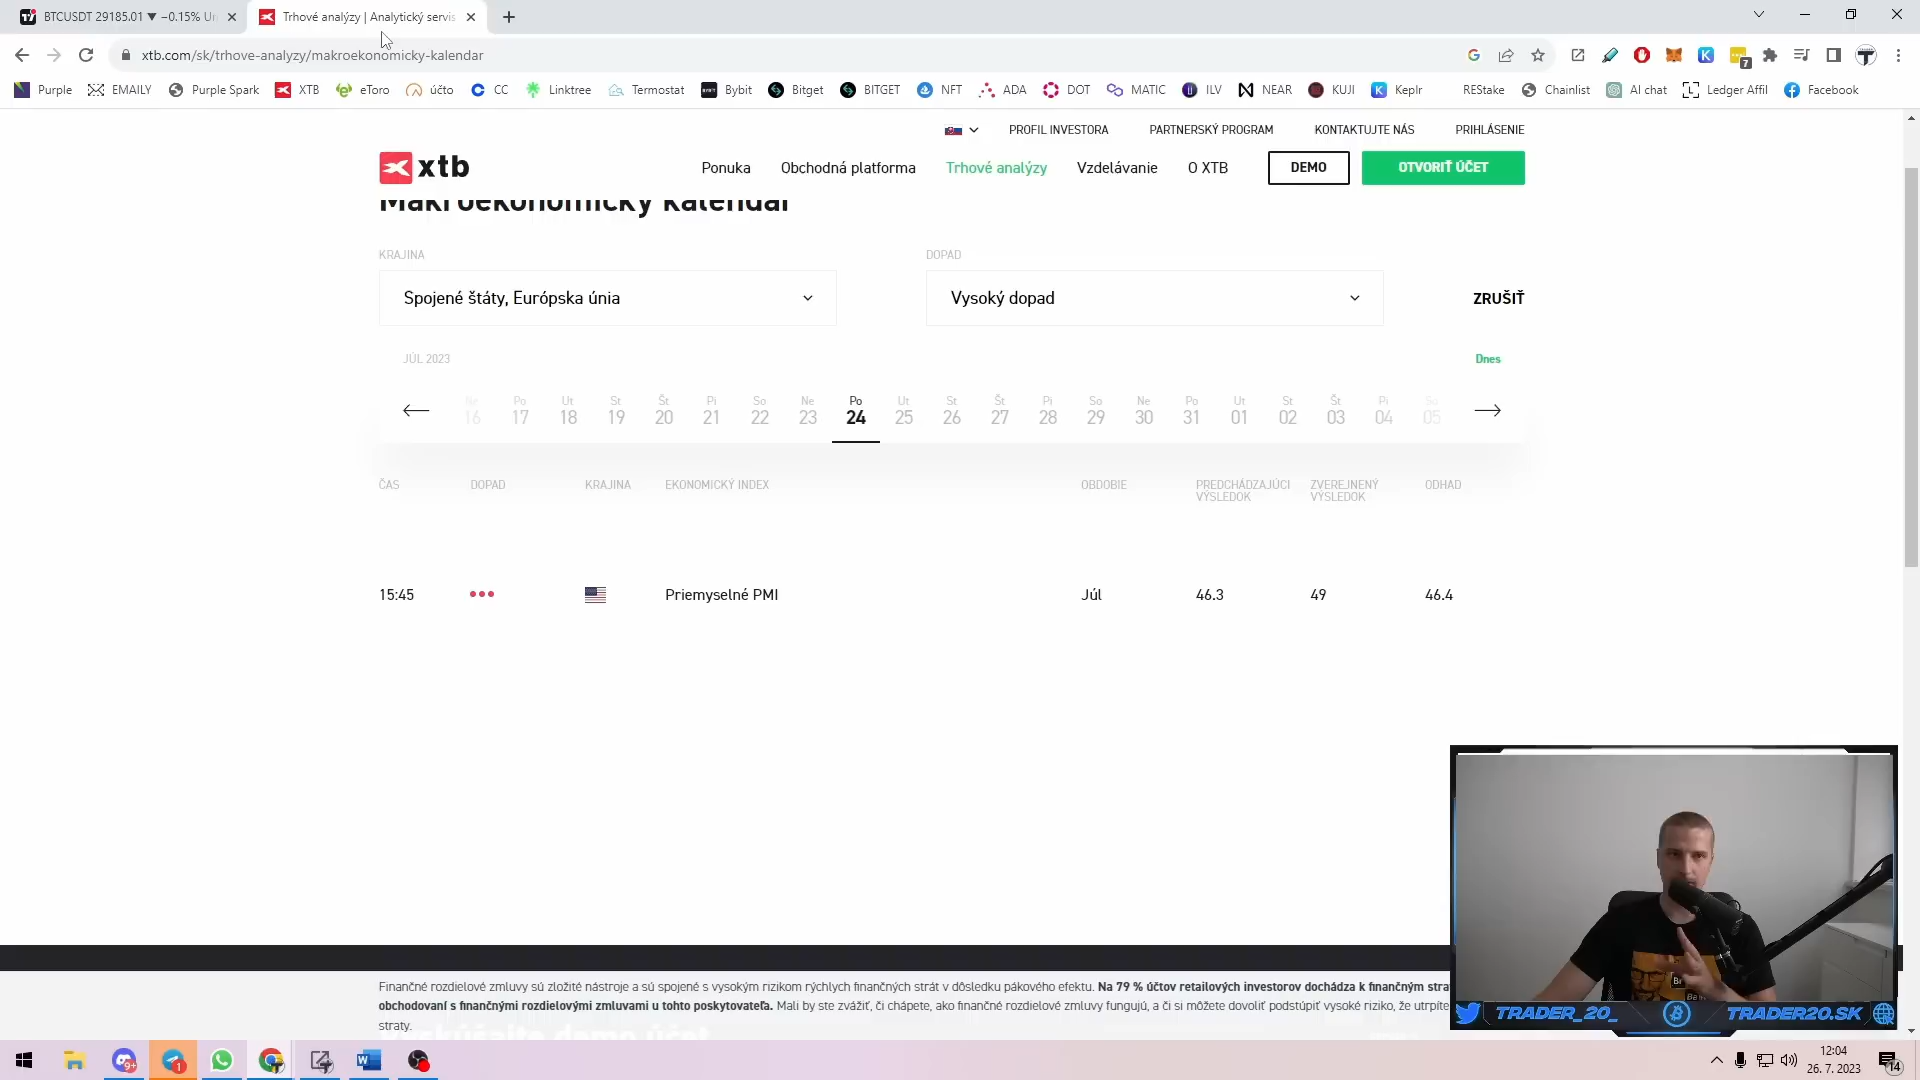 BTCUSDT 29185.01 ▼ −0.15% Un
Trhové analýzy | Analytický servis
xtb.com/sk/trhove-analyzy/makroekonomicky-kalendar
Purple EMAILY Purple Spark XTB eToro účto CC Linktree Termostat Bybit Bitget BITGET NFT ADA DOT MATIC ILV NEAR KUJI Keplr REStake Chainlist AI chat Ledger Affil Facebook
PROFIL INVESTORA PARTNERSKÝ PROGRAM KONTAKTUJTE NÁS PRIHLÁSENIE
xtb Ponuka Obchodná platforma Trhové analýzy Vzdelávanie O XTB DEMO OTVORIŤ ÚČET
Makroekonomický kalendár
KRAJINA DOPAD
Spojené štáty, Európska únia Vysoký dopad ZRUŠIŤ
JÚL 2023 Dnes
Ne Po Ut St Št Pi So Ne Po Ut St Št Pi So Ne Po Ut St Št Pi So
16 17 18 19 20 21 22 23 24 25 26 27 28 29 30 31 01 02 03 04 05
ČAS DOPAD KRAJINA EKONOMICKÝ INDEX OBDOBIE PREDCHÁDZAJÚCI ZVEREJNENÝ ODHAD
VÝSLEDOK VÝSLEDOK
15:45 Priemyselné PMI Júl 46.3 49 46.4
Finančné rozdielové zmluvy sú zložité nástroje a sú spojené s vysokým rizikom rýchlych finančných strát v dôsledku pákového efektu. Na 79 % účtov retailových investorov dochádza k finančným stra
obchodovaní s finančnými rozdielovými zmluvami u tohto poskytovateľa. Mali by ste zvážiť, či chápete, ako finančné rozdielové zmluvy fungujú, a či si môžete dovoliť podstúpiť vysoké riziko, že utrpíte
straty.
TRADER_20_ TRADER20.SK
12:04
26. 7. 2023